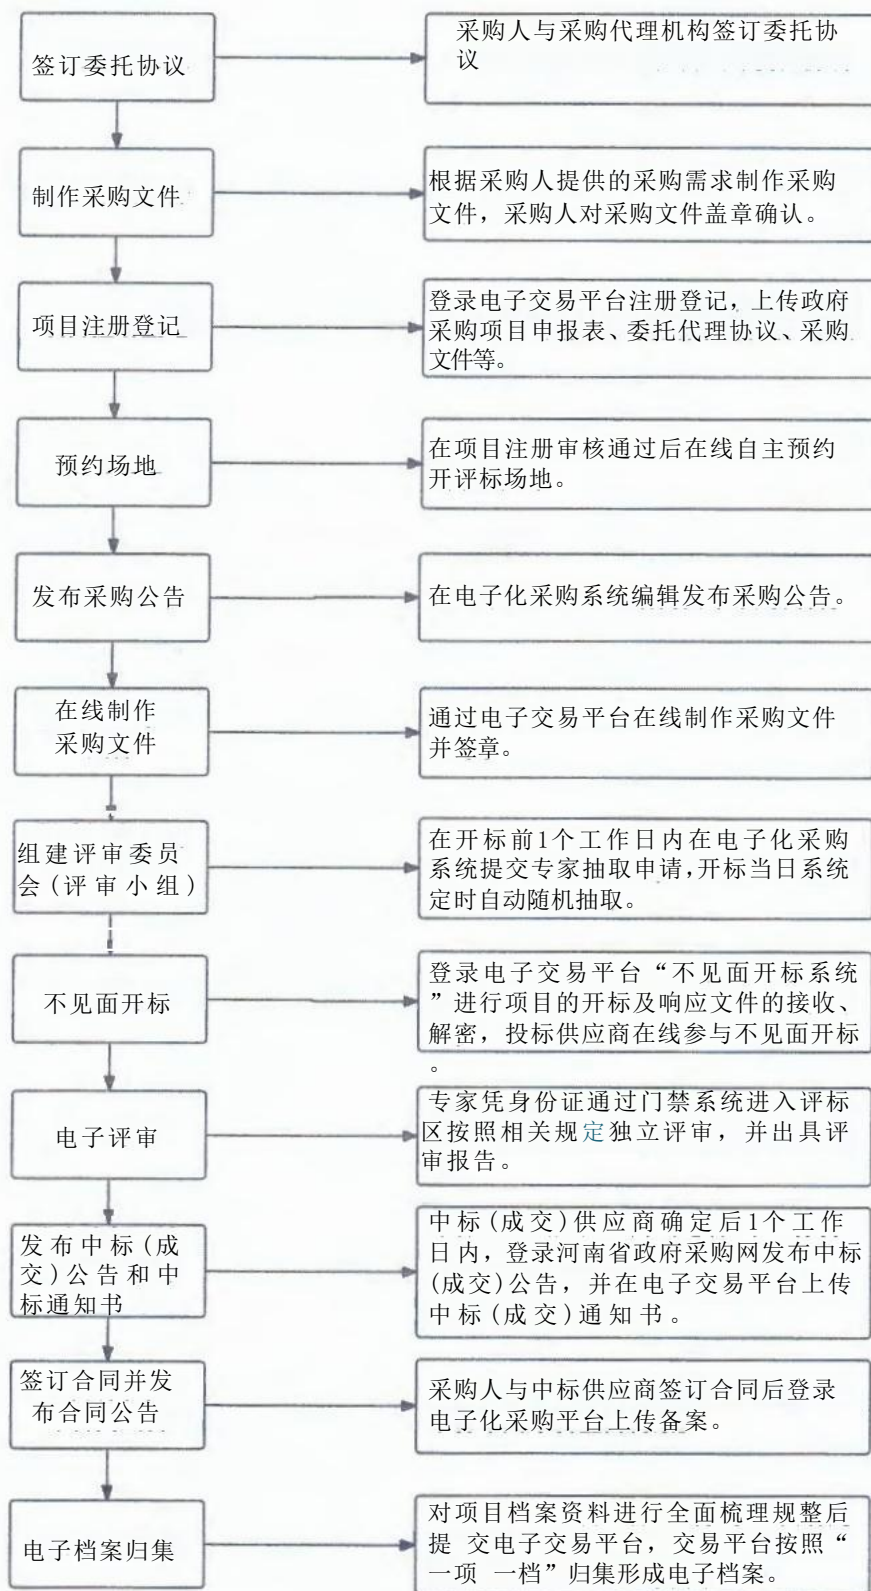 签订委托协议
采购人与采购代理机构签订委托协
议
制作采购文件
根据采购人提供的采购需求制作采购
文件，采购人对采购文件盖章确认。
项目注册登记
登录电子交易平台注册登记，上传政府
采购项目申报表、委托代理协议、采购
文件等。
预约场地
在项目注册审核通过后在线自主预约
开评标场地。
发布采购公告
在电子化采购系统编辑发布采购公告。
在线制作
采购文件
通过电子交易平台在线制作采购文件
并签章。
组建评审委员
会(评审小组)
在开标前1个工作日内在电子化采购
系统提交专家抽取申请,开标当日系统
定时自动随机抽取。
不见面开标
登录电子交易平台“不见面开标系统
”进行项目的开标及响应文件的接收、
解密，投标供应商在线参与不见面开标
。
电子评审
专家凭身份证通过门禁系统进入评标
区按照相关规定独立评审，并出具评
审报告。
发布中标(成
交)公告和中
标通知书
中标(成交)供应商确定后1个工作
日内，登录河南省政府采购网发布中标
(成交)公告，并在电子交易平台上传
中标(成交)通知书。
签订合同并发
布合同公告
采购人与中标供应商签订合同后登录
电子化采购平台上传备案。
电子档案归集
对项目档案资料进行全面梳理规整后
提 交电子交易平台，交易平台按照“
一项 一档”归集形成电子档案。